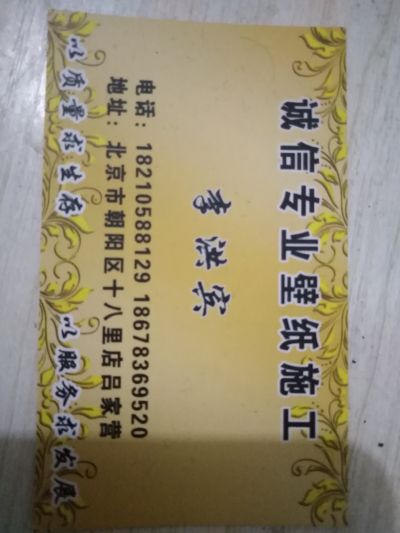 诚信专业壁纸施工
李洪宾
电话：18210588129 18678369520
地址：北京市朝阳区十八里店吕家营
以质量求生存 以服务求发展